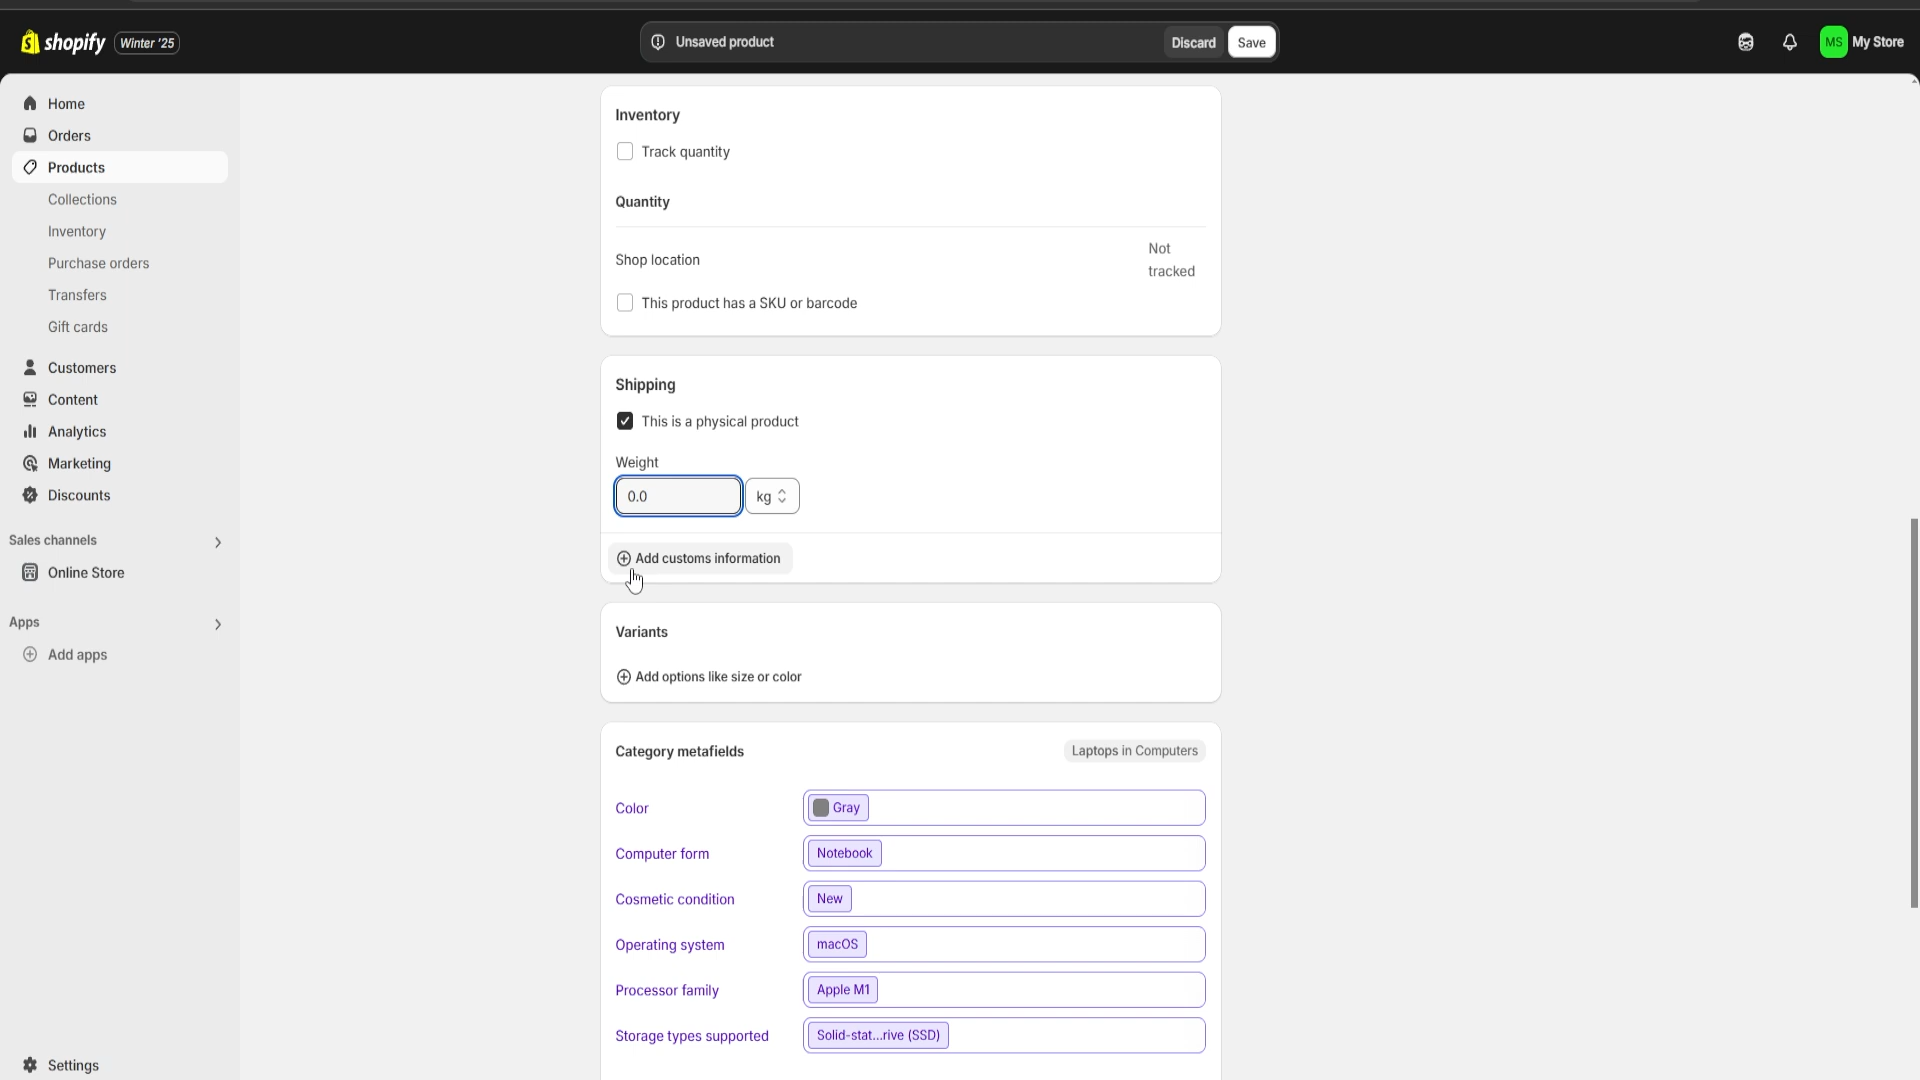 shopify
Winter '25
Unsaved product
Discard
Save
MS
My Store
Home
Orders
Products
Collections
Inventory
Purchase orders
Transfers
Gift cards
Customers
Content
Analytics
Marketing
Discounts
Sales channels
Online Store
Apps
Add apps
Settings
Inventory
Track quantity
Quantity
Shop location
Not
tracked
This product has a SKU or barcode
Shipping
This is a physical product
Weight
0.0
kg
Add customs information
Variants
Add options like size or color
Category metafields
Laptops in Computers
Color
Gray
Computer form
Notebook
Cosmetic condition
New
Operating system
macOS
Processor family
Apple M1
Storage types supported
Solid-stat...rive (SSD)